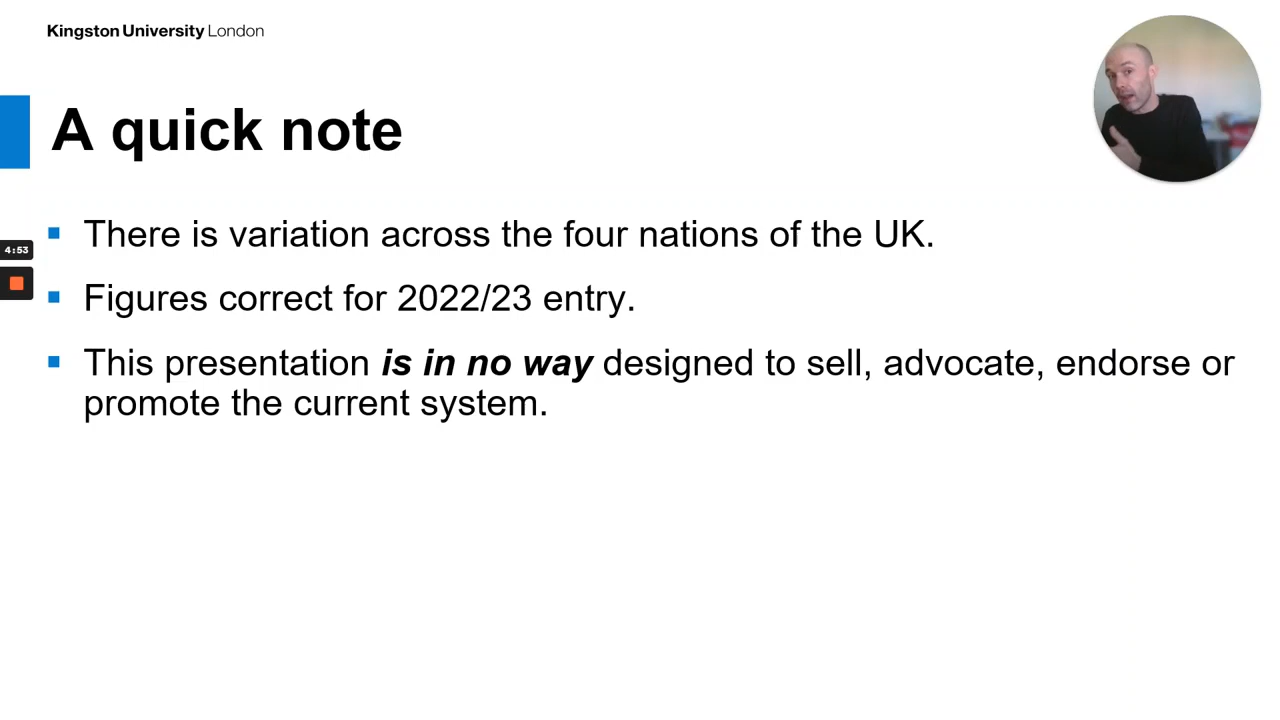 Kingston University London
A quick note
There is variation across the four nations of the UK.
4:53
Figures correct for 2022/23 entry.
This presentation is in no way designed to sell, advocate, endorse or
promote the current system.